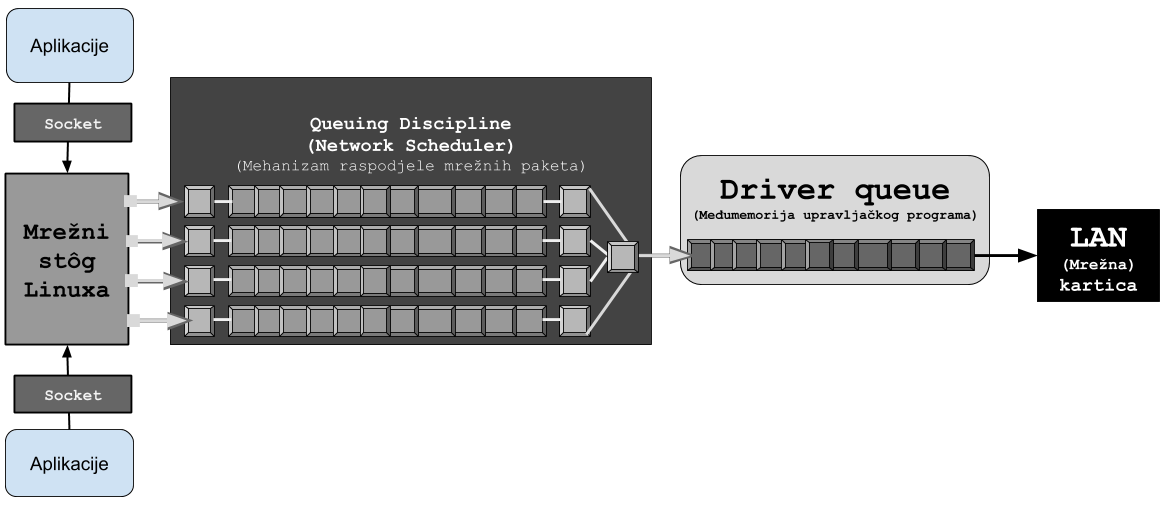 Aplikacije
Socket
Mrežni
stôg
Linuxa
Socket
Aplikacije
Queuing Discipline
(Network Scheduler)
(Mehanizam raspodjele mrežnih paketa)
Driver queue
(Međumemorija upravljačkog programa)
LAN
(Mrežna)
kartica